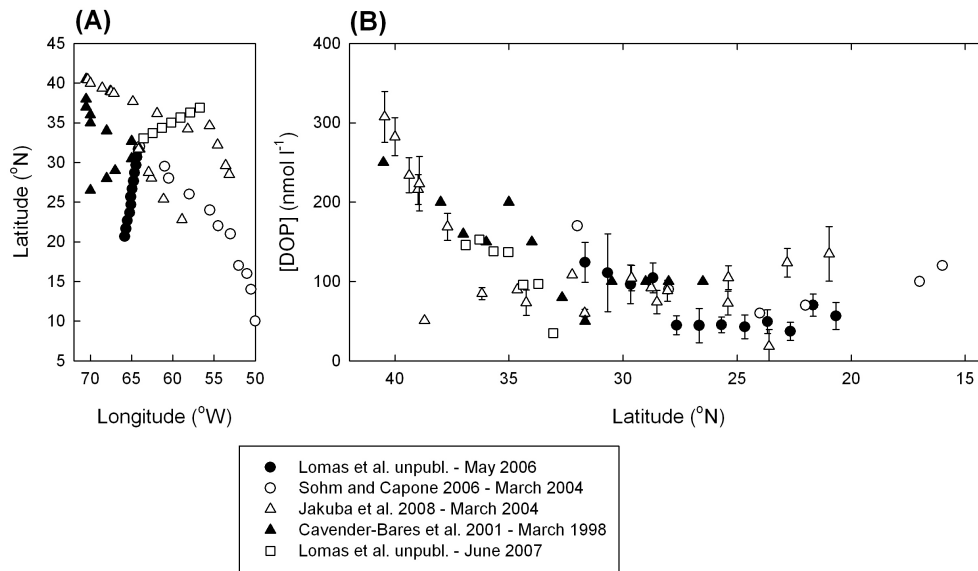 (A)
(B)
45
40
35
30
25
20
15
10
5
Latitude (°N)
70 65 60 55 50
Longitude (°W)
400
300
200
100
0
[DOP] (nmol l⁻¹)
40 35 30 25 20 15
Latitude (°N)
Lomas et al. unpubl. - May 2006
Sohm and Capone 2006 - March 2004
Jakuba et al. 2008 - March 2004
Cavender-Bares et al. 2001 - March 1998
Lomas et al. unpubl. - June 2007